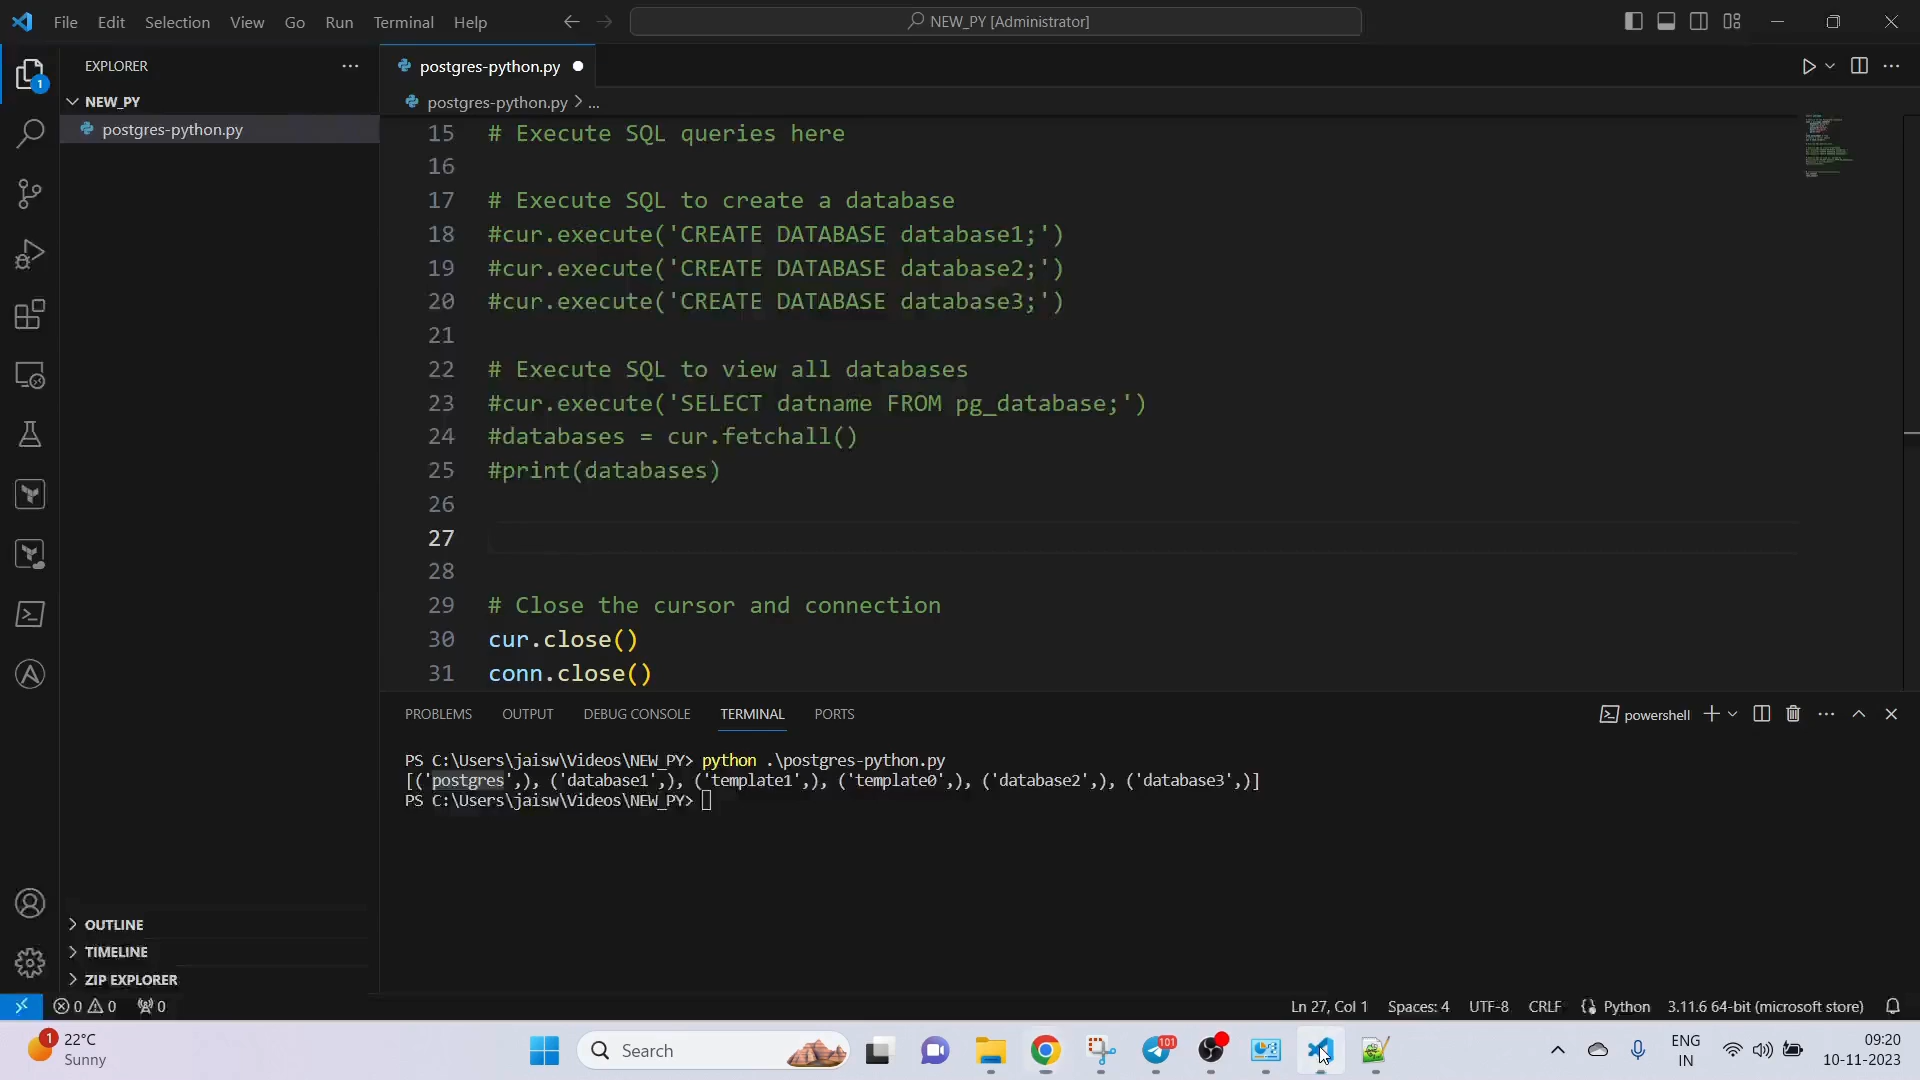 File Edit Selection View Go Run Terminal Help
NEW_PY [Administrator]
EXPLORER
1
NEW_PY
postgres-python.py
postgres-python.py
postgres-python.py > ...
15 # Execute SQL queries here
16
17 # Execute SQL to create a database
18 #cur.execute('CREATE DATABASE database1;')
19 #cur.execute('CREATE DATABASE database2;')
20 #cur.execute('CREATE DATABASE database3;')
21
22 # Execute SQL to view all databases
23 #cur.execute('SELECT datname FROM pg_database;')
24 #databases = cur.fetchall()
25 #print(databases)
26
27
28
29 # Close the cursor and connection
30 cur.close()
31 conn.close()
PROBLEMS OUTPUT DEBUG CONSOLE TERMINAL PORTS
powershell
PS C:\Users\jaisw\Videos\NEW_PY> python .\postgres-python.py
[('postgres',), ('database1',), ('template1',), ('template0',), ('database2',), ('database3',)]
PS C:\Users\jaisw\Videos\NEW_PY>
OUTLINE
TIMELINE
ZIP EXPLORER
0 0 0
Ln 27, Col 1 Spaces: 4 UTF-8 CRLF Python 3.11.6 64-bit (microsoft store)
1
22°C
Sunny
Search
101
ENG
IN
09:20
10-11-2023